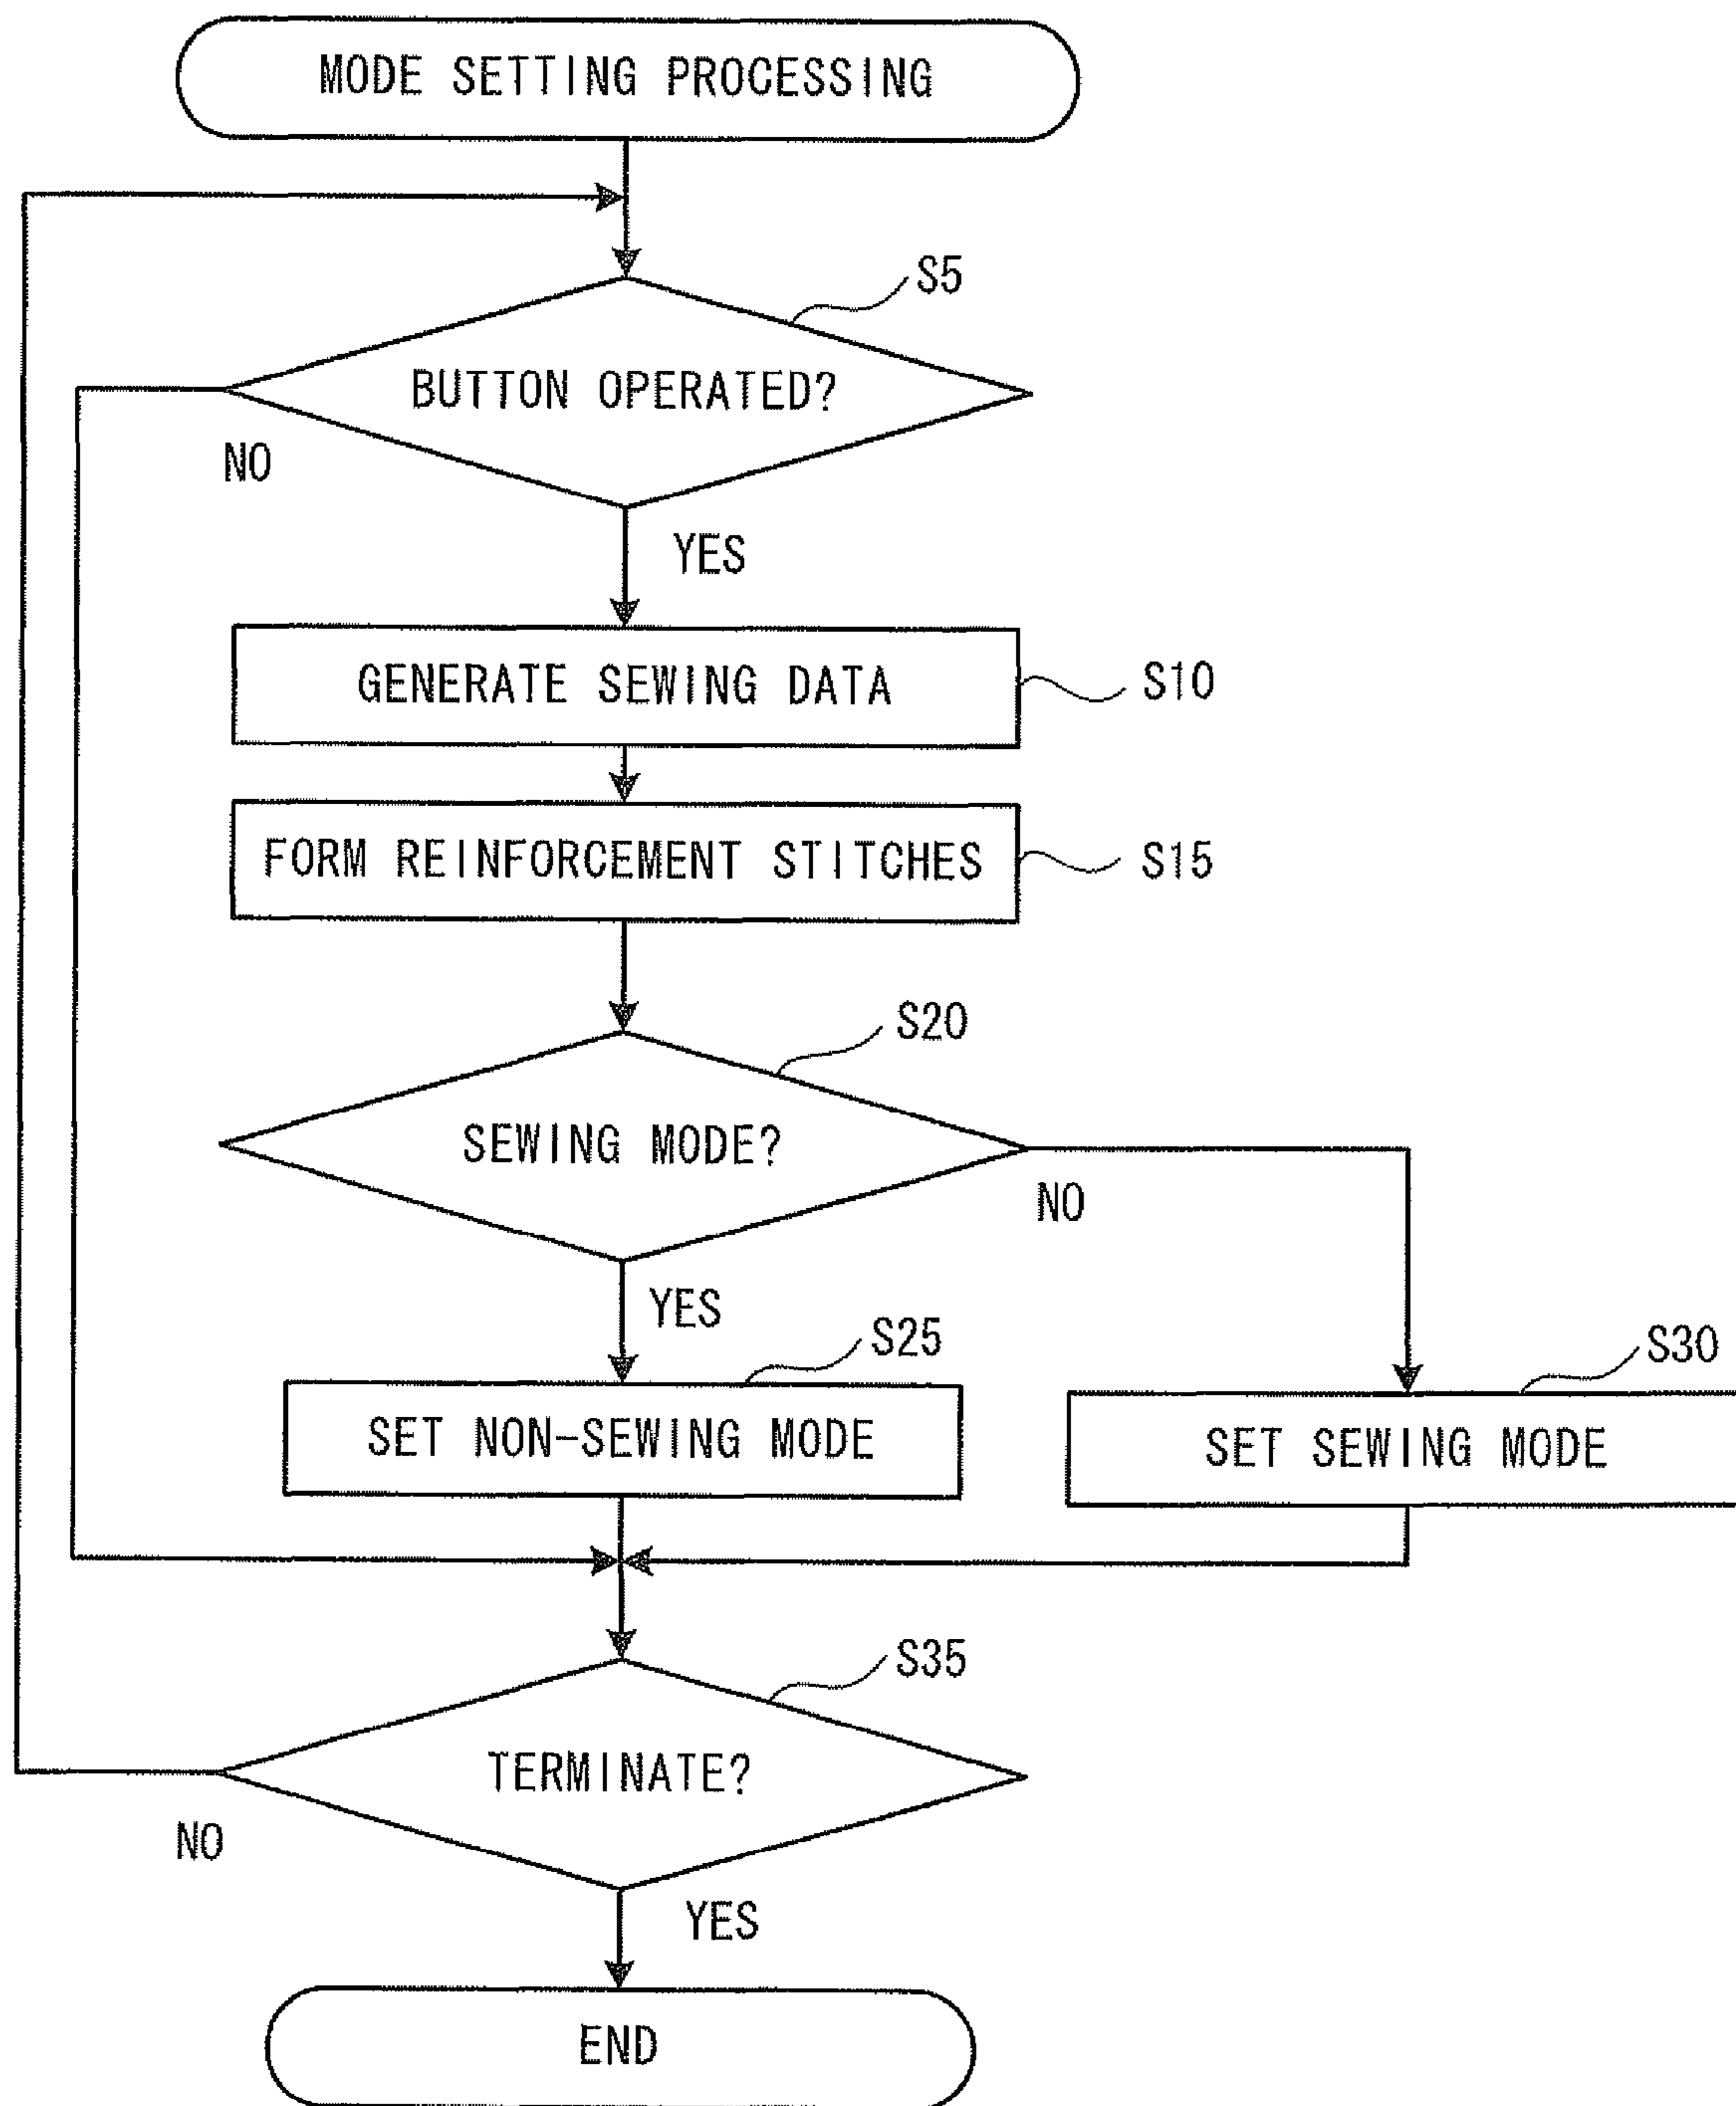 MODE SETTING PROCESSING
S5
BUTTON OPERATED?
NO
YES
GENERATE SEWING DATA
S10
FORM REINFORCEMENT STITCHES
S15
S20
SEWING MODE?
NO
YES
S25
S30
SET NON-SEWING MODE
SET SEWING MODE
S35
TERMINATE?
NO
YES
END